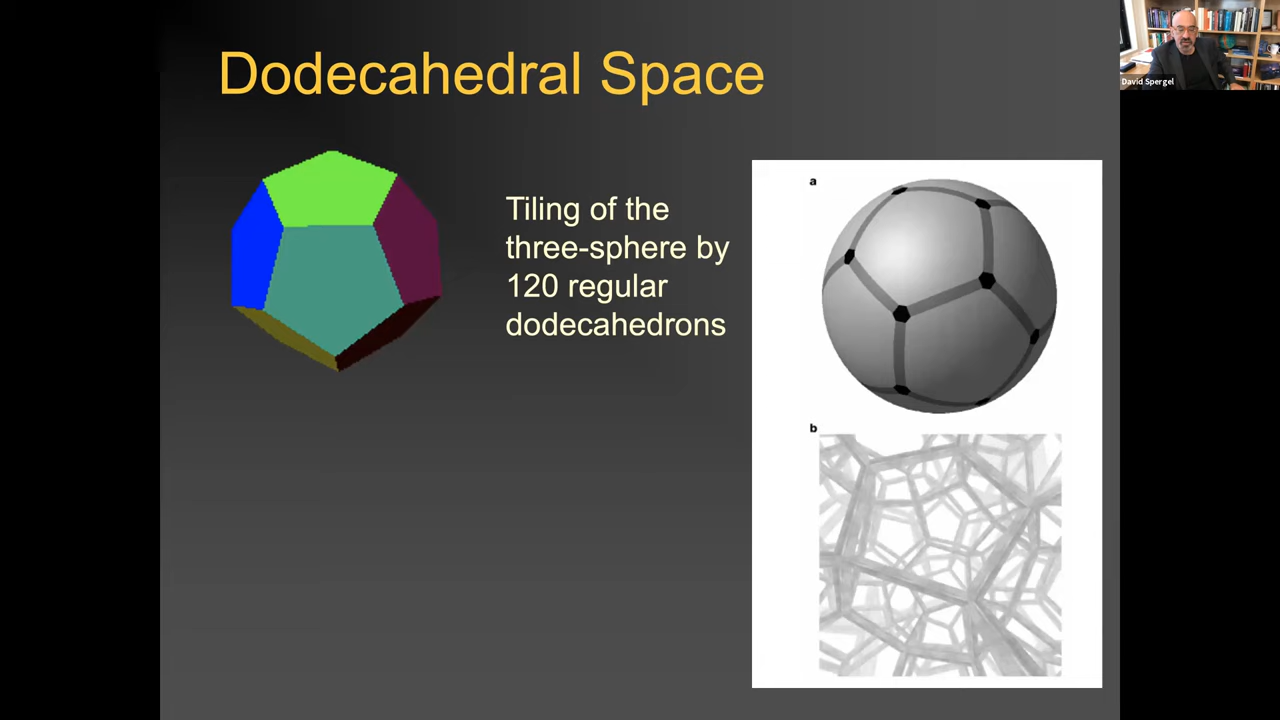 Dodecahedral Space
Tiling of the
three-sphere by
120 regular
dodecahedrons
a
b
David Spergel